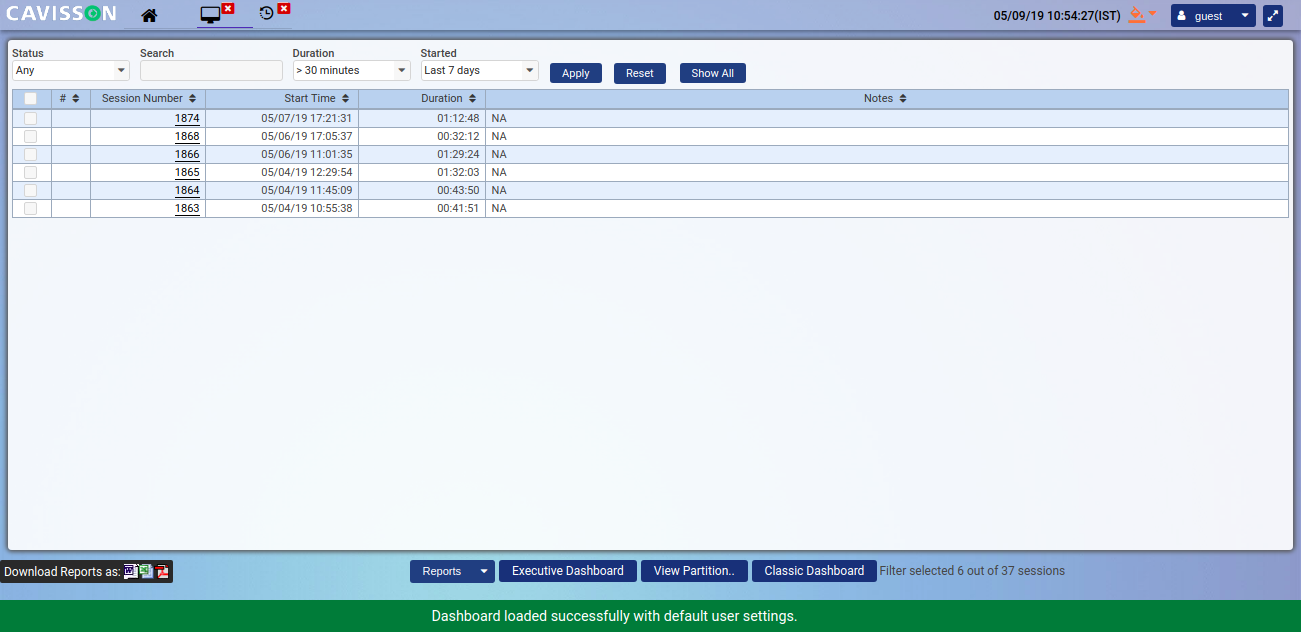 CAVISSON 05/09/19 10:54:27(IST) guest
Status Search Duration Started
Any > 30 minutes Last 7 days Apply Reset Show All
# Session Number Start Time Duration Notes
1874 05/07/19 17:21:31 01:12:48 NA
1868 05/06/19 17:05:37 00:32:12 NA
1866 05/06/19 11:01:35 01:29:24 NA
1865 05/04/19 12:29:54 01:32:03 NA
1864 05/04/19 11:45:09 00:43:50 NA
1863 05/04/19 10:55:38 00:41:51 NA
Download Reports as: Reports Executive Dashboard View Partition.. Classic Dashboard Filter selected 6 out of 37 sessions
Dashboard loaded successfully with default user settings.